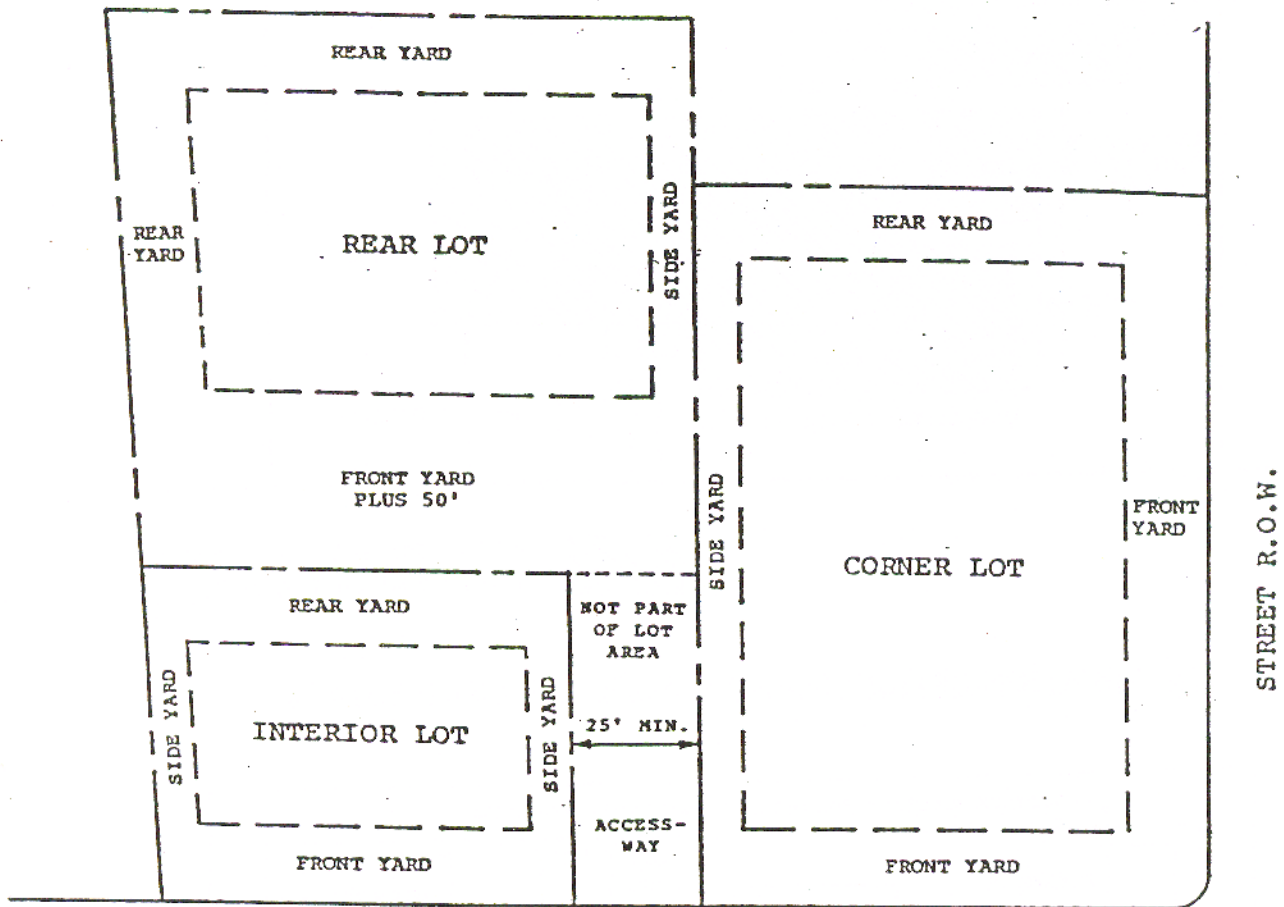 REAR YARD
REAR
YARD
REAR LOT
SIDE YARD
FRONT YARD
PLUS 50'
REAR YARD
SIDE YARD
INTERIOR LOT
SIDE YARD
FRONT YARD
NOT PART
OF LOT
AREA
25' MIN.
ACCESS-
WAY
REAR YARD
SIDE YARD
CORNER LOT
FRONT
YARD
FRONT YARD
STREET R.O.W.